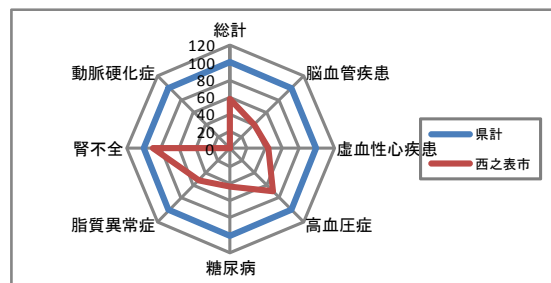 総計
120
100
80
60
40
20
0
脳血管疾患
虚血性心疾患
高血圧症
糖尿病
脂質異常症
腎不全
動脈硬化症
県計
西之表市